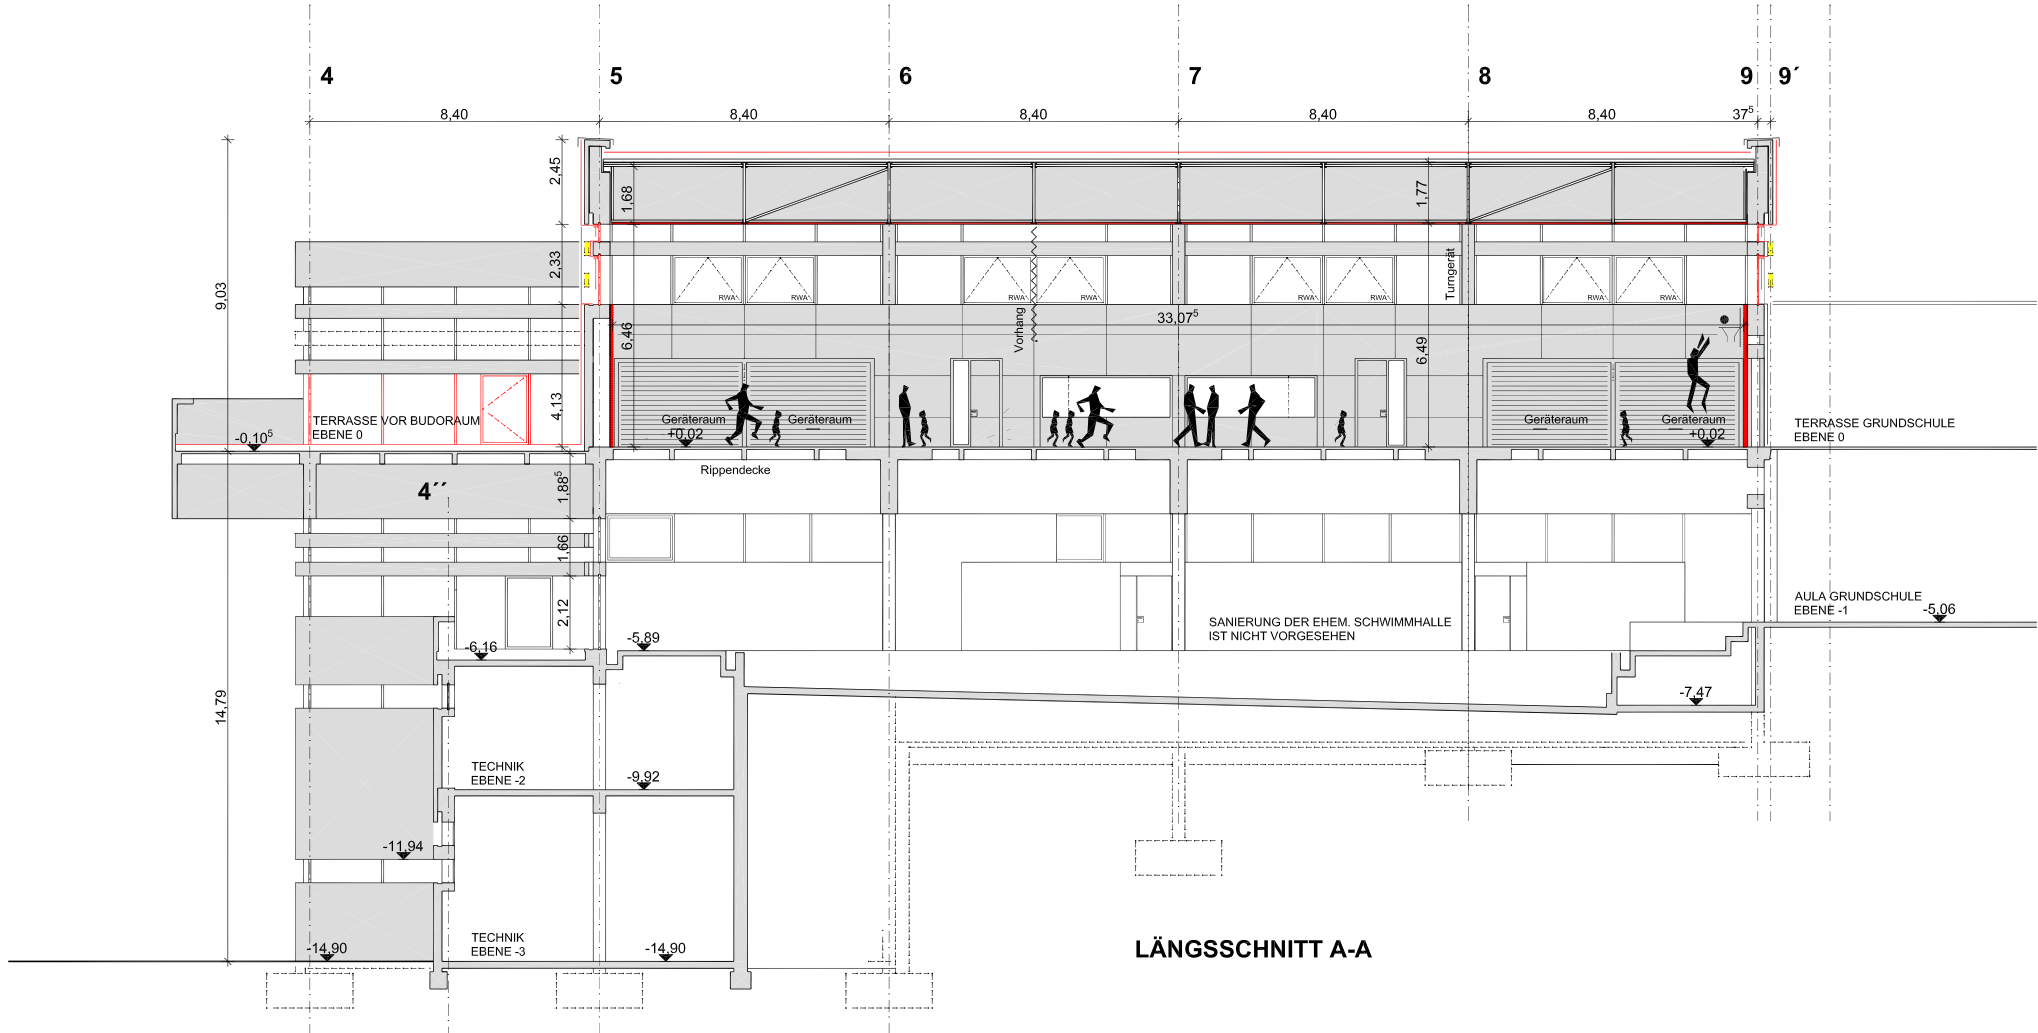 4 5 6 7 8 9 9´
8,40 8,40 8,40 8,40 8,40 37⁵
2,45
1,68
1,77
2,33
9,03
Turngerät
RWA RWA RWA RWA RWA RWA RWA RWA
Vorhang
33,07⁵
6,46
6,49
4,13
TERRASSE VOR BUDORAUM
EBENE 0
-0,10⁵
Geräteraum Geräteraum Geräteraum Geräteraum
+0,02 +0,02
TERRASSE GRUNDSCHULE
EBENE 0
Rippendecke
4´´
1,88⁵
1,66
2,12
AULA GRUNDSCHULE
EBENE -1
-5,06
SANIERUNG DER EHEM. SCHWIMMHALLE
IST NICHT VORGESEHEN
-6,16
-5,89
14,79
-7,47
TECHNIK
EBENE -2
-9,92
-11,94
TECHNIK
EBENE -3
-14,90
-14,90
LÄNGSSCHNITT A-A